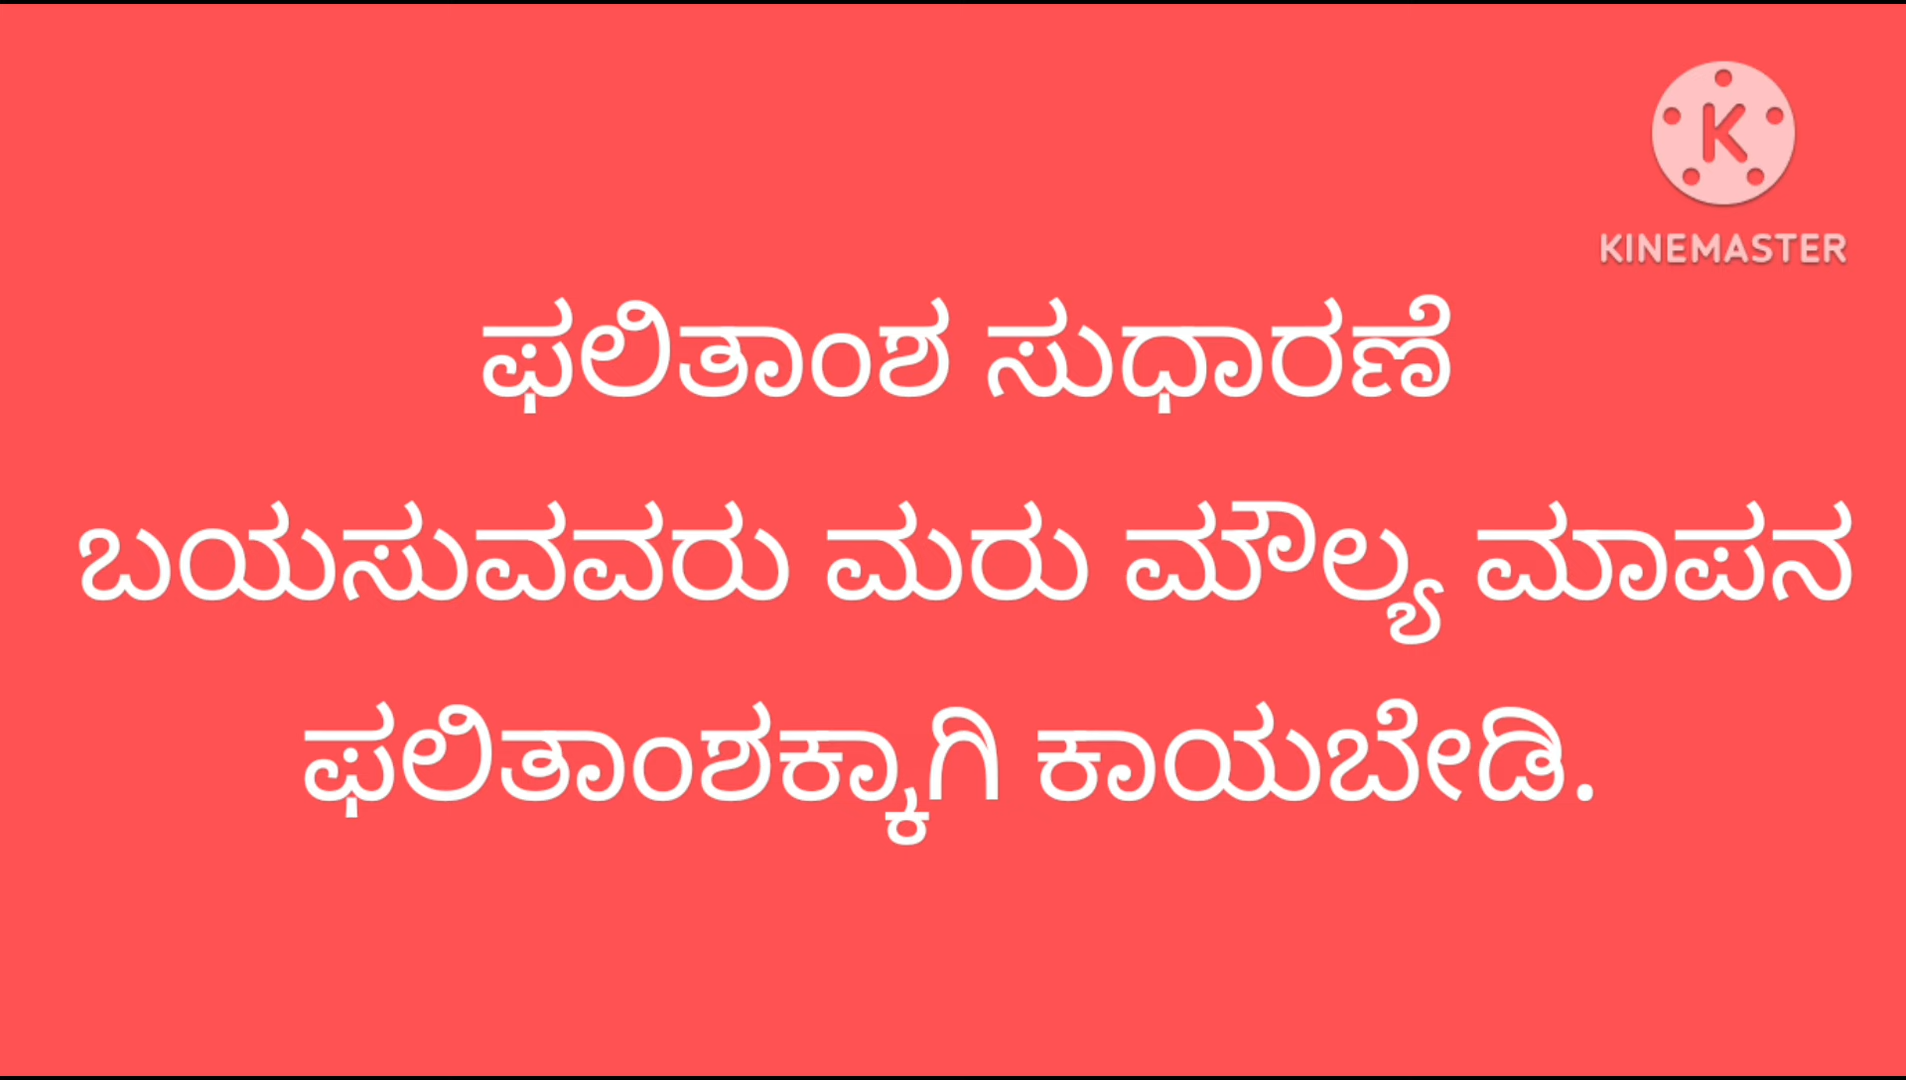 KINEMASTER
ಫಲಿತಾಂಶ ಸುಧಾರಣೆ
ಬಯಸುವವರು ಮರು ಮೌಲ್ಯ ಮಾಪನ
ಫಲಿತಾಂಶಕ್ಕಾಗಿ ಕಾಯಬೇಡಿ.